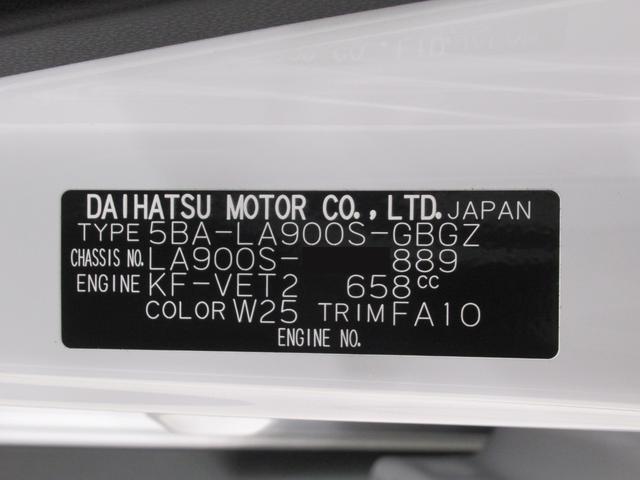 DAIHATSU MOTOR CO., LTD. JAPAN
TYPE 5BA-LA900S-GBGZ
CHASSIS NO. LA900S- 889
ENGINE KF-VET2 658cc
COLOR W25 TRIM FA10
ENGINE NO.